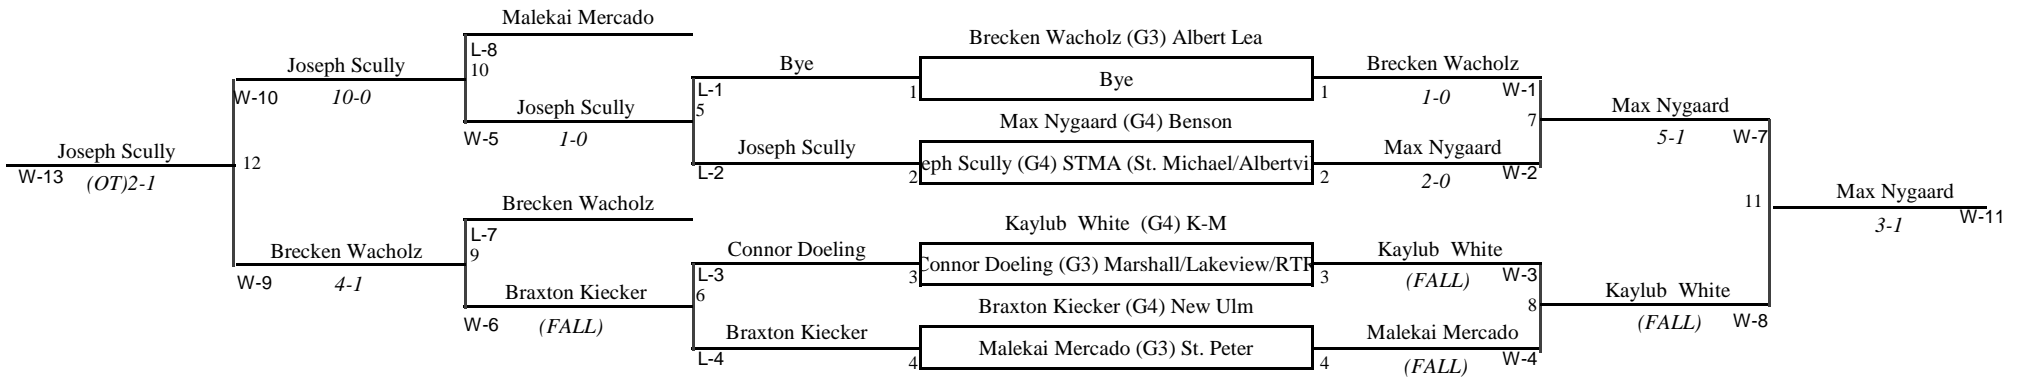 Malekai Mercado
L-8
10
Joseph Scully
W-10
10-0
Joseph Scully
W-5
1-0
Joseph Scully
W-13
(OT)2-1
12
Brecken Wacholz
L-7
9
Brecken Wacholz
W-9
4-1
Braxton Kiecker
W-6
(FALL)
Bye
L-1
1
5
Joseph Scully
L-2
2
Connor Doeling
L-3
3
6
Braxton Kiecker
L-4
4
Brecken Wacholz (G3) Albert Lea
Bye
Max Nygaard (G4) Benson
eph Scully (G4) STMA (St. Michael/Albertvi
Kaylub White (G4) K-M
Connor Doeling (G3) Marshall/Lakeview/RTR
Braxton Kiecker (G4) New Ulm
Malekai Mercado (G3) St. Peter
Brecken Wacholz
1
1-0
W-1
7
Max Nygaard
2
2-0
W-2
Kaylub White
3
(FALL)
W-3
8
Malekai Mercado
4
(FALL)
W-4
Max Nygaard
5-1
W-7
11
Kaylub White
(FALL)
W-8
Max Nygaard
3-1
W-11